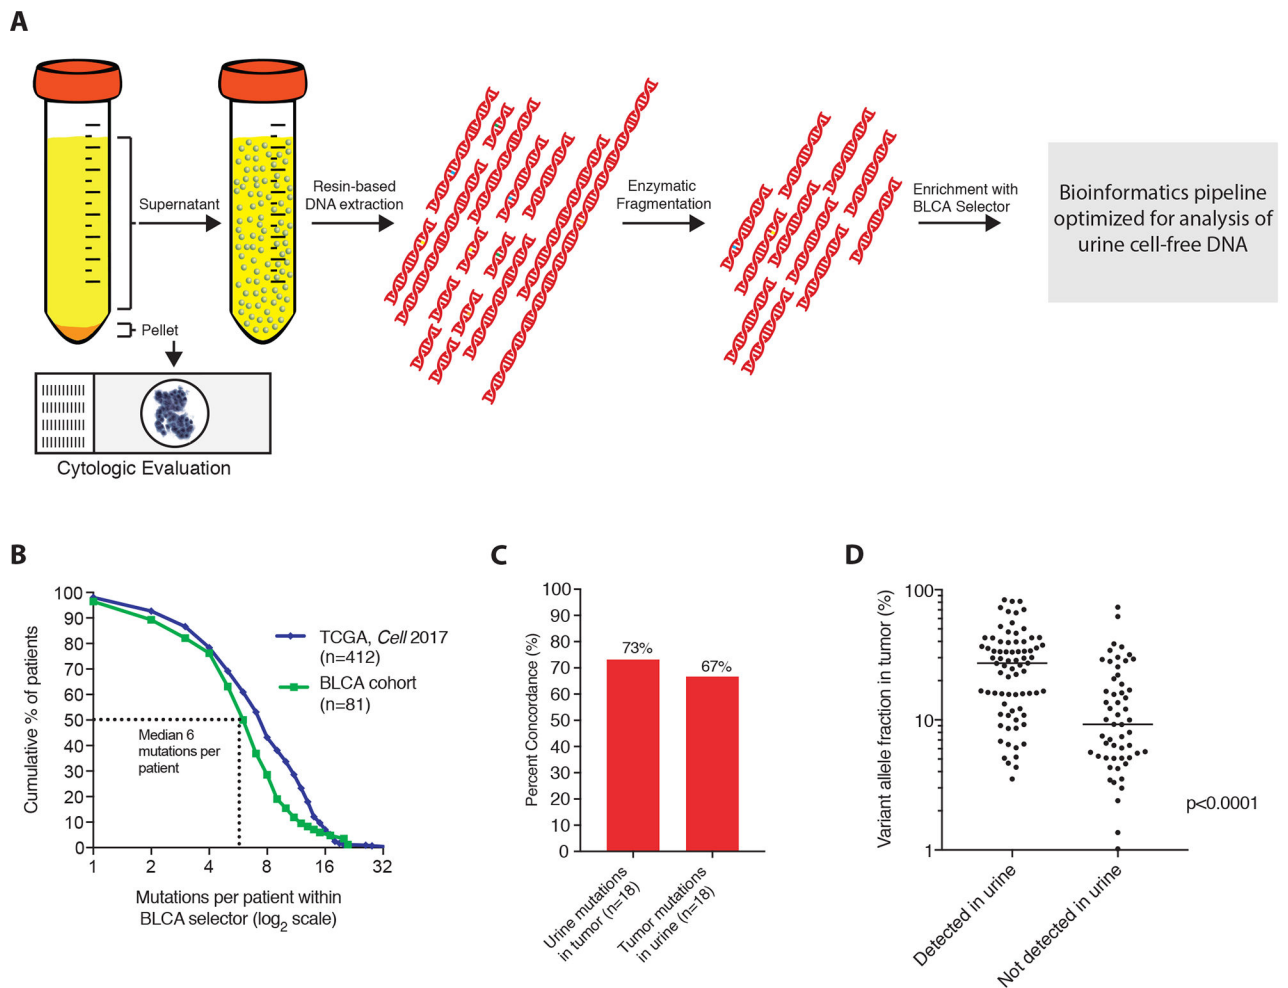 A
Supernatant
Pellet
Cytologic Evaluation
Resin-based
DNA extraction
Enzymatic
Fragmentation
Enrichment with
BLCA Selector
Bioinformatics pipeline
optimized for analysis of
urine cell-free DNA
B
Cumulative % of patients
100
90
80
70
60
50
40
30
20
10
0
1
2
4
8
16
32
TCGA, Cell 2017
(n=412)
BLCA cohort
(n=81)
Median 6
mutations per
patient
Mutations per patient within
BLCA selector (log2 scale)
C
Percent Concordance (%)
100
90
80
70
60
50
40
30
20
10
0
73%
67%
Urine mutations
in tumor (n=18)
Tumor mutations
in urine (n=18)
D
Variant allele fraction in tumor (%)
100
10
1
p<0.0001
Detected in urine
Not detected in urine